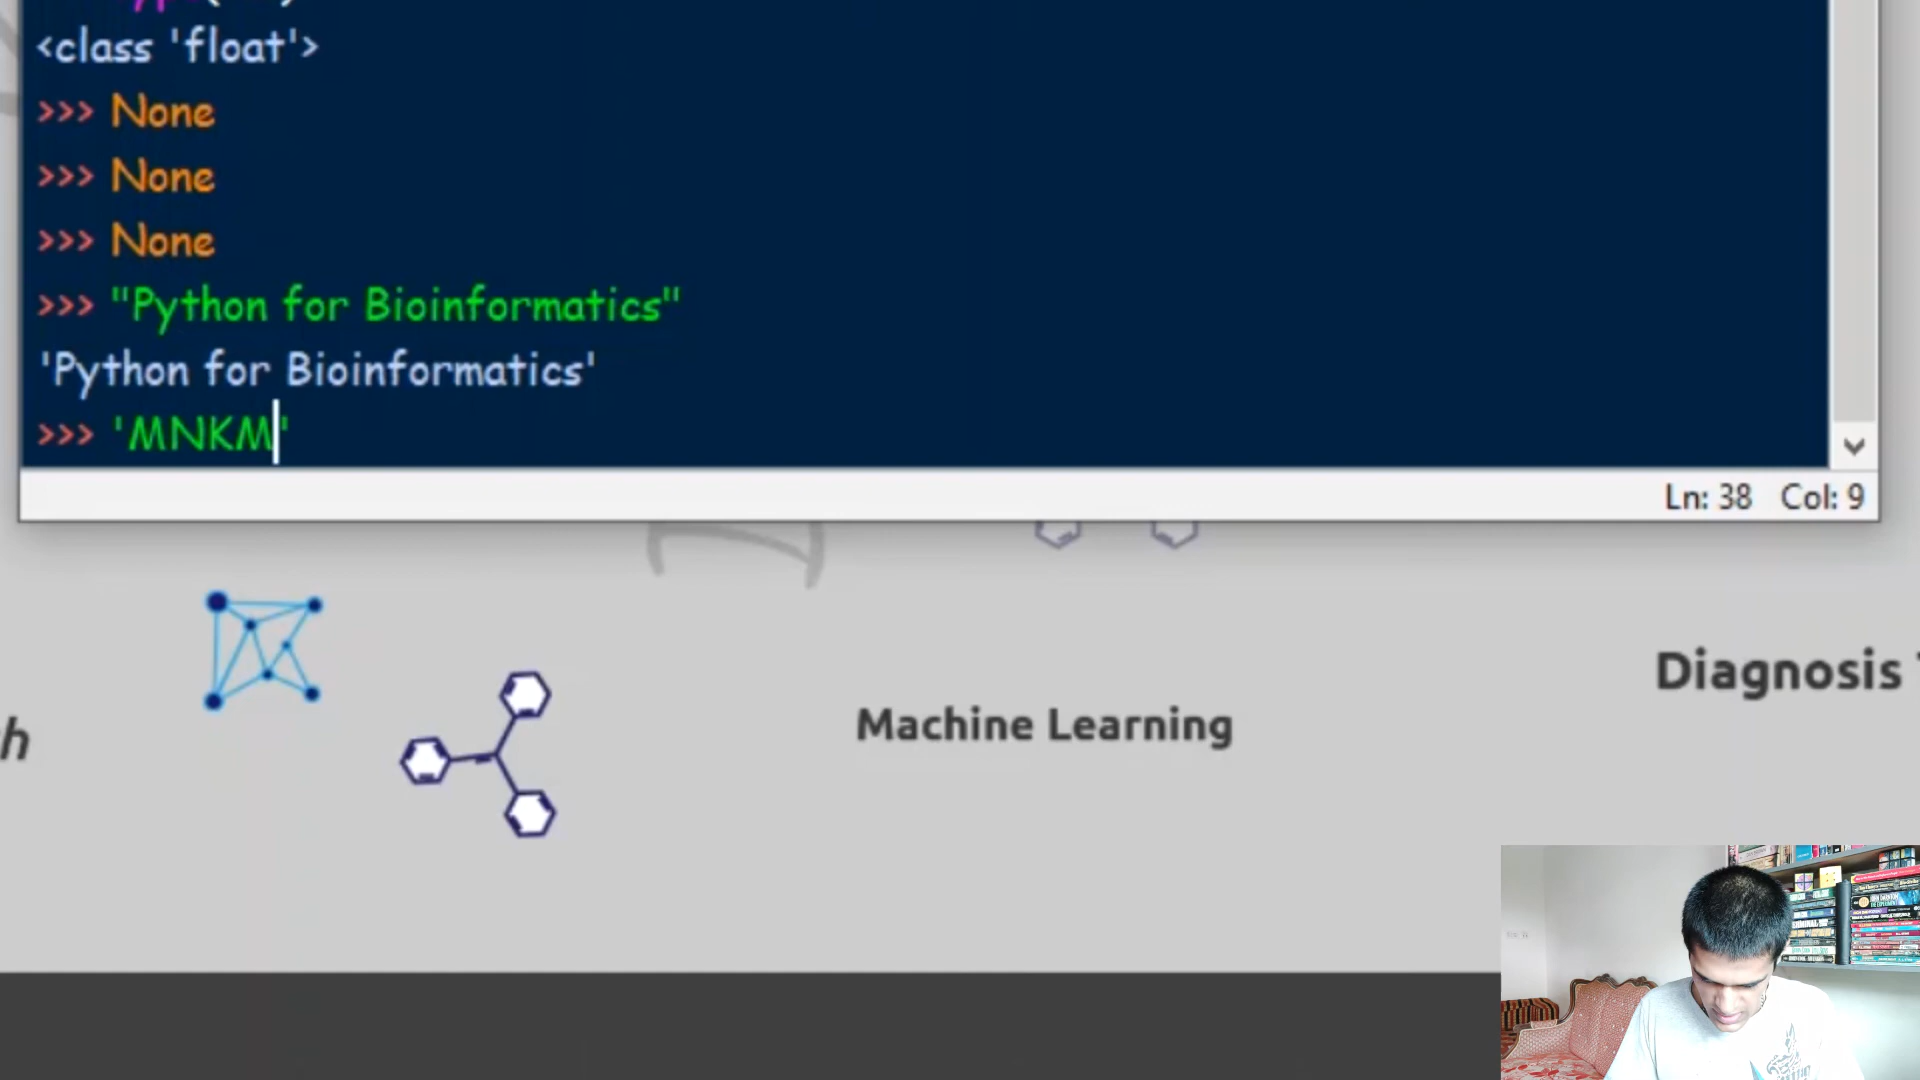 <class 'float'>
>>> None
>>> None
>>> None
>>> "Python for Bioinformatics"
'Python for Bioinformatics'
>>> 'MNKM'
Ln: 38 Col: 9
Diagnosis
Machine Learning